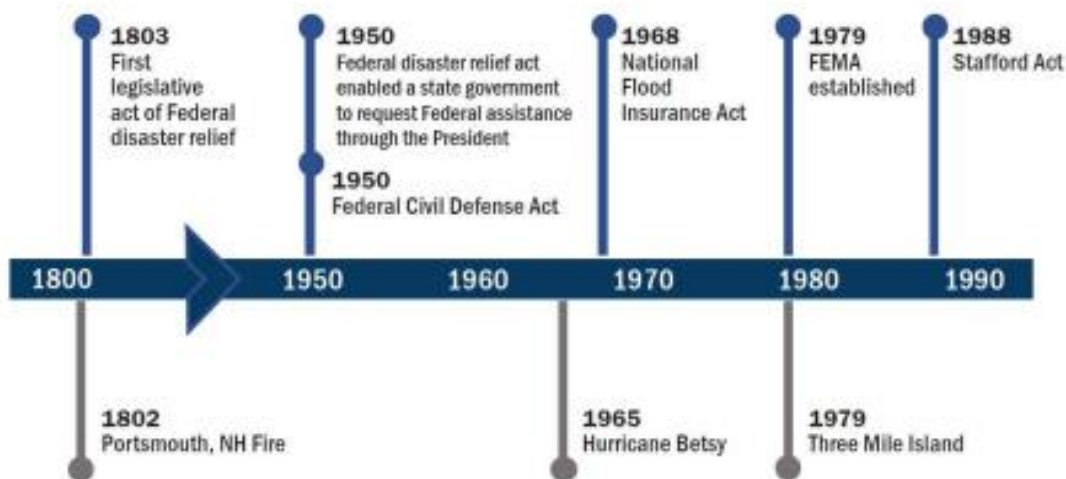 1803
First
legislative
act of Federal
disaster relief
1950
Federal disaster relief act
enabled a state government
to request Federal assistance
through the President
1950
Federal Civil Defense Act
1968
National
Flood
Insurance Act
1979
FEMA
established
1988
Stafford Act
1800 1950 1960 1970 1980 1990
1802
Portsmouth, NH Fire
1965
Hurricane Betsy
1979
Three Mile Island